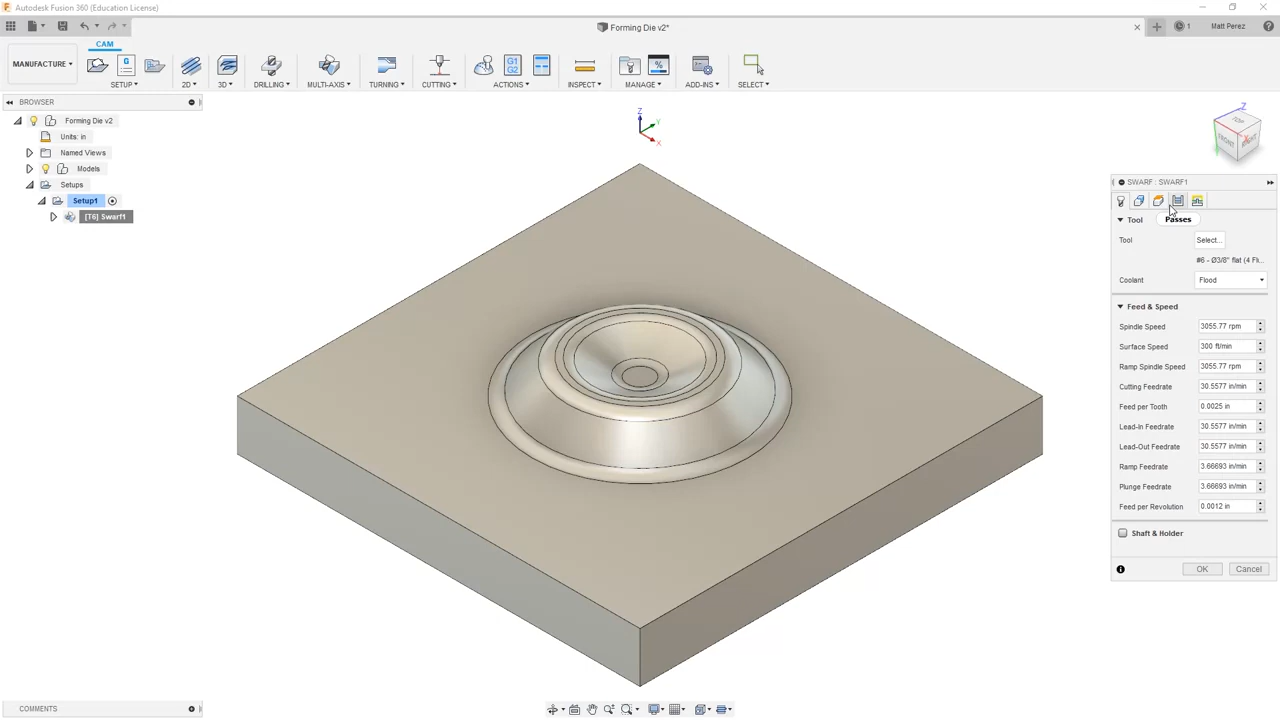 Autodesk Fusion 360 (Education License)
Forming Die v2*
1
Matt Perez
MANUFACTURE
CAM
SETUP
2D
3D
DRILLING
MULTI-AXIS
TURNING
CUTTING
ACTIONS
INSPECT
MANAGE
ADD-INS
SELECT
G
G1
G2
%
BROWSER
Forming Die v2
Units: in
Named Views
Models
Setups
Setup1
[T6] Swarf1
Z
Y
X
Z
TOP
FRONT
RIGHT
X
SWARF : SWARF1
Tool
Passes
Tool
Select...
#6 - Ø3/8" flat (4 Fl...
Coolant
Flood
Feed & Speed
Spindle Speed
3055.77 rpm
Surface Speed
300 ft/min
Ramp Spindle Speed
3055.77 rpm
Cutting Feedrate
30.5577 in/min
Feed per Tooth
0.0025 in
Lead-In Feedrate
30.5577 in/min
Lead-Out Feedrate
30.5577 in/min
Ramp Feedrate
3.66693 in/min
Plunge Feedrate
3.66693 in/min
Feed per Revolution
0.0012 in
Shaft & Holder
OK
Cancel
COMMENTS